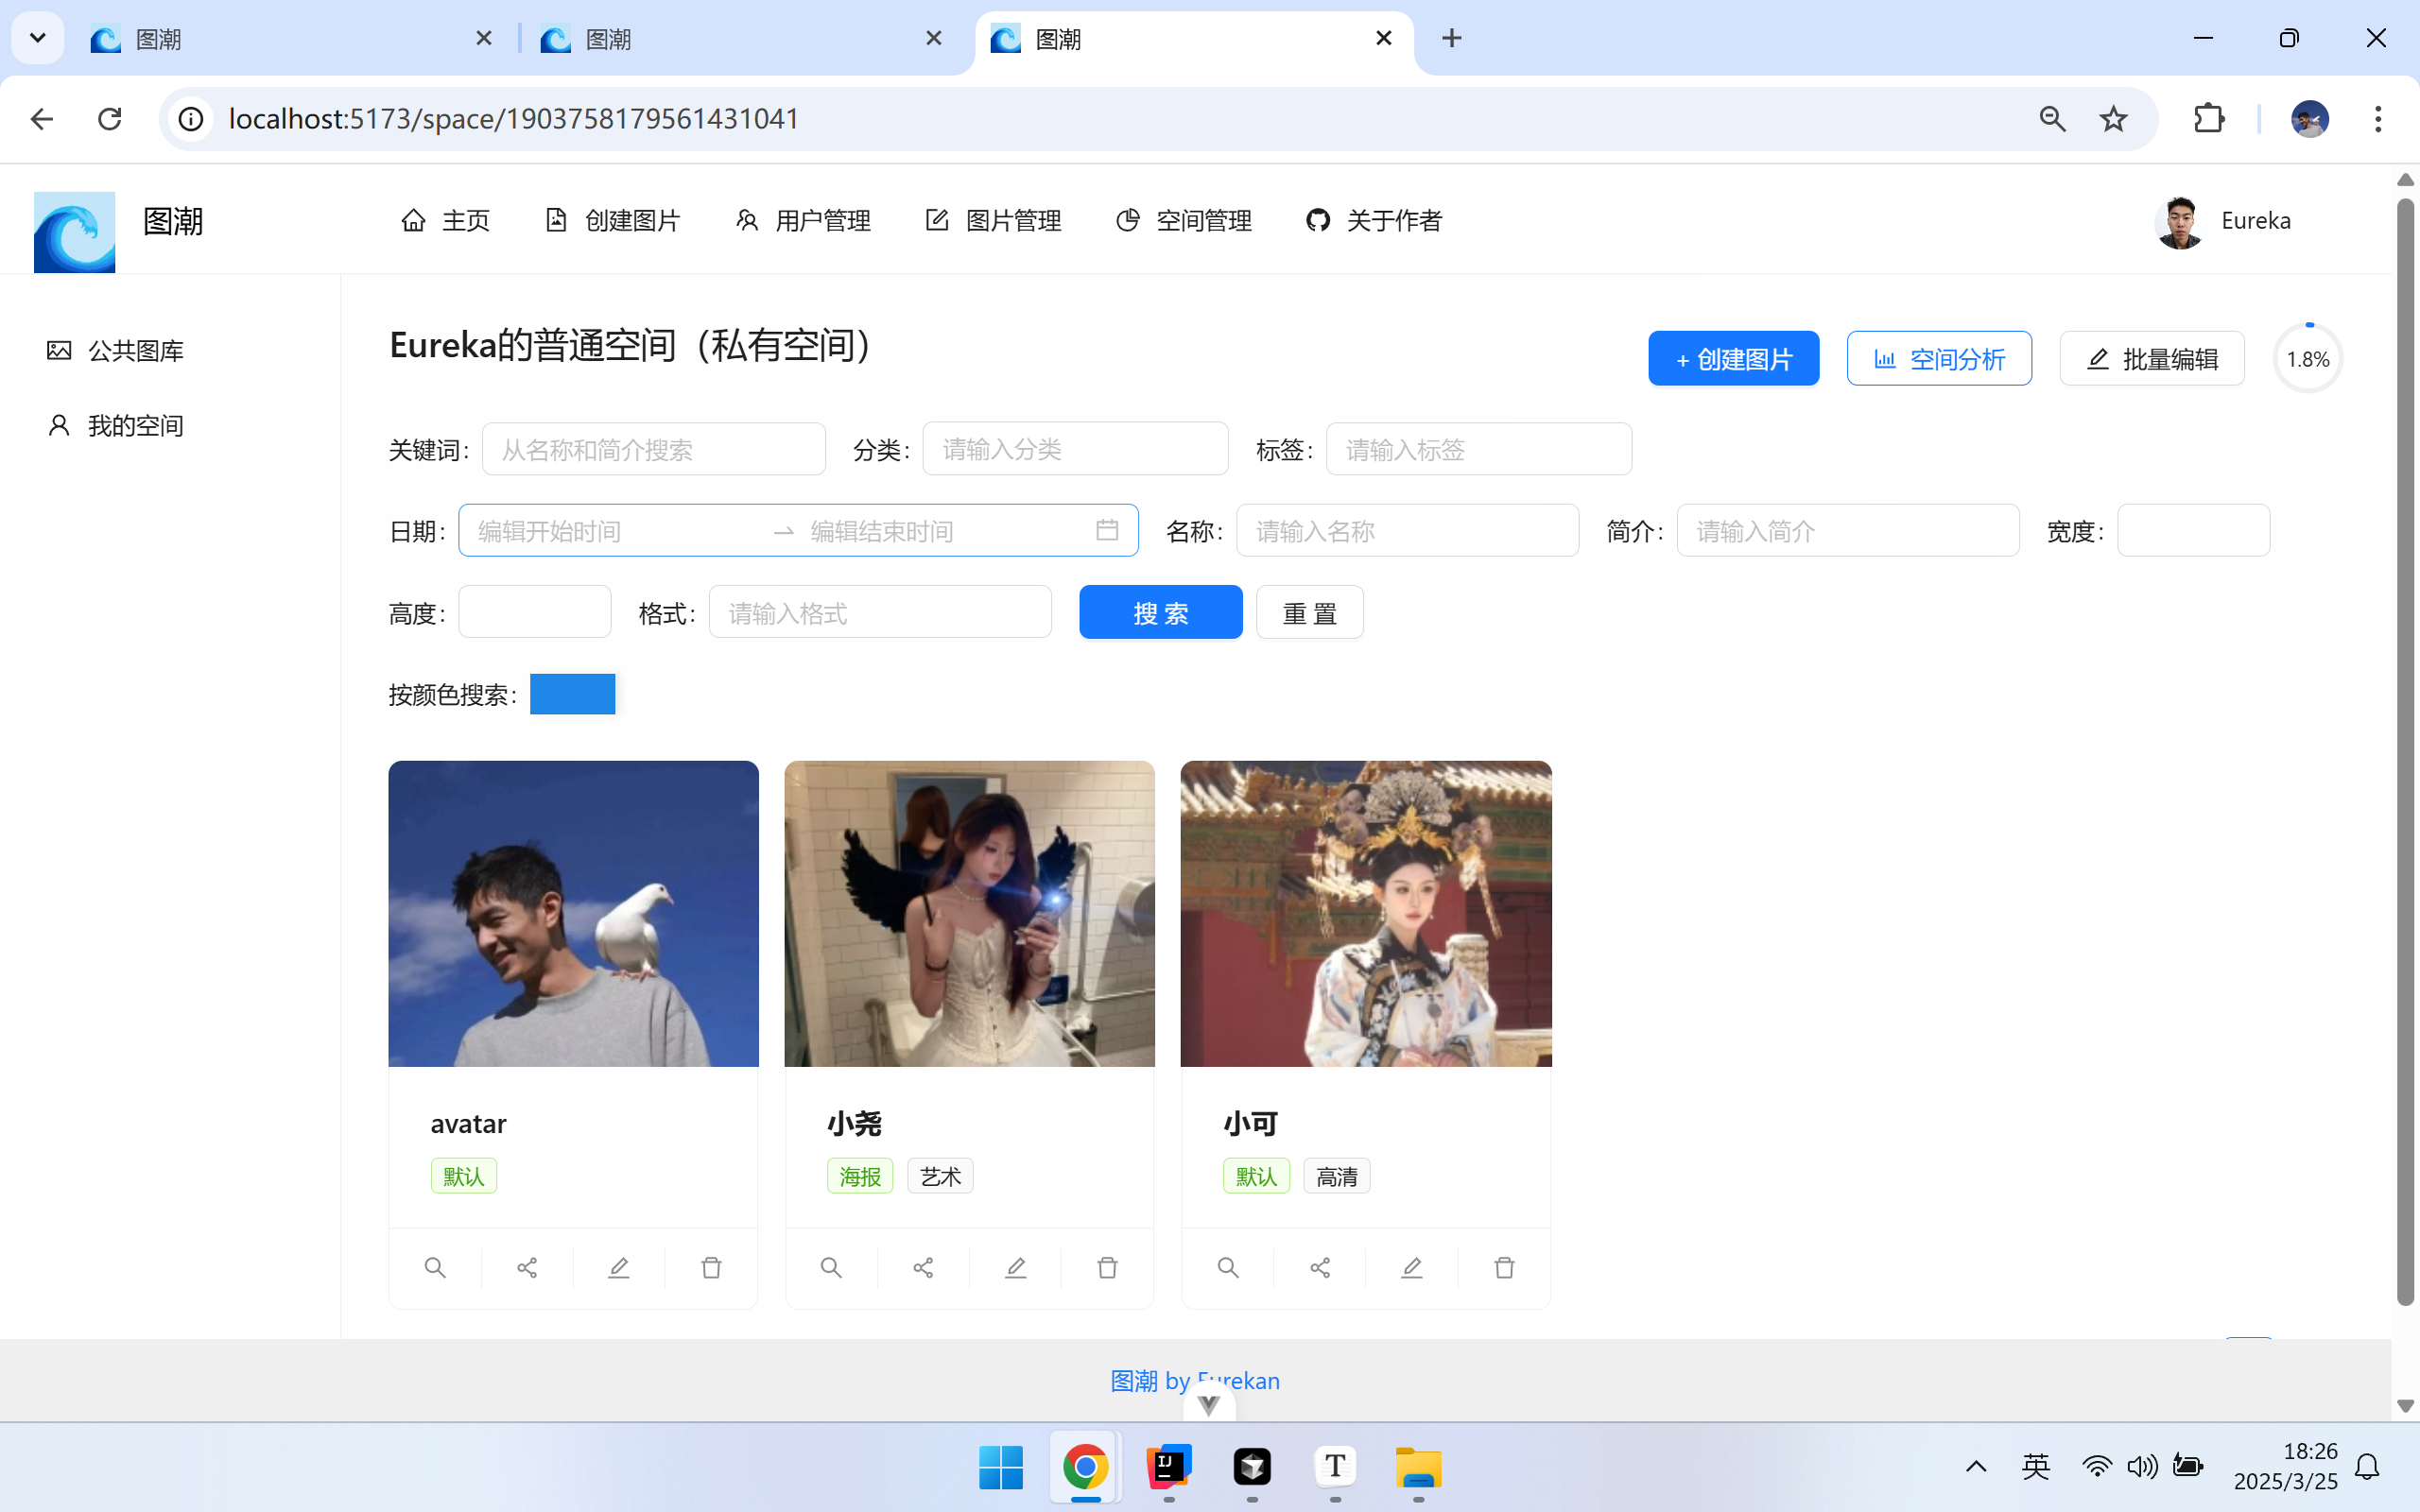 图潮
图潮
图潮
localhost:5173/space/1903758179561431041
图潮
主页
创建图片
用户管理
图片管理
空间管理
关于作者
Eureka
公共图库
我的空间
Eureka的普通空间（私有空间）
+ 创建图片
空间分析
批量编辑
1.8%
关键词: 从名称和简介搜索
分类: 请输入分类
标签: 请输入标签
日期: 编辑开始时间 编辑结束时间
名称: 请输入名称
简介: 请输入简介
宽度:
高度:
格式: 请输入格式
搜 索
重 置
按颜色搜索:
avatar
默认
小尧
海报 艺术
小可
默认 高清
图潮 by Eurekan
IJ
T
英
18:26
2025/3/25